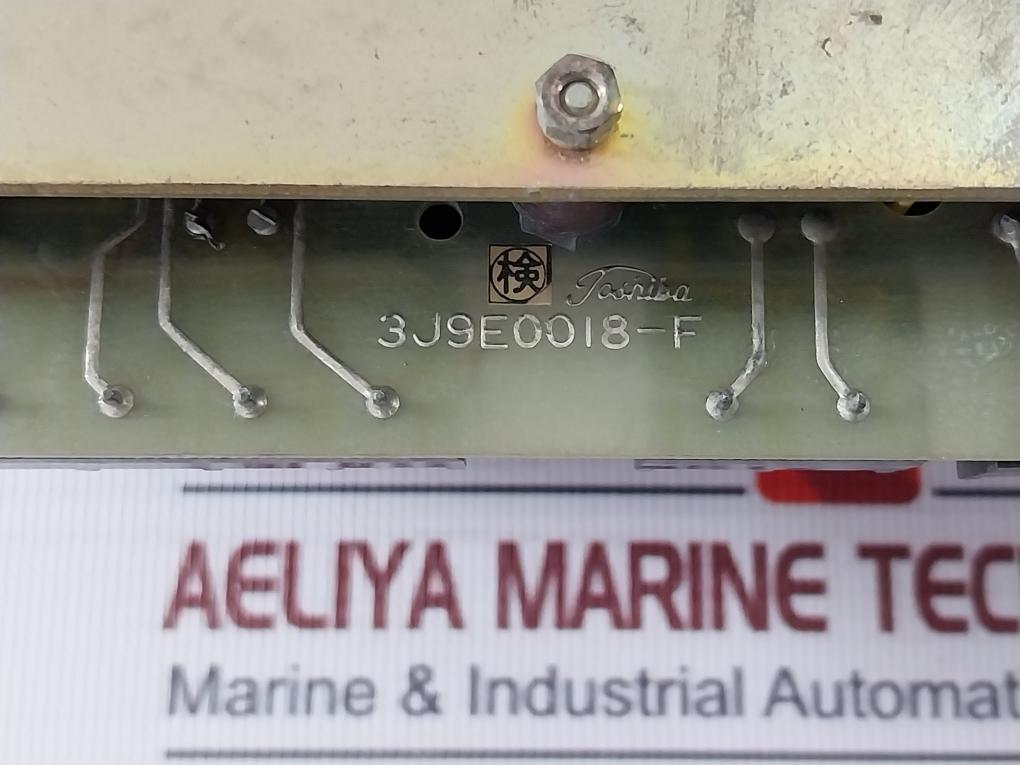 検 Toshiba
3J9E0018-F
AELIYA MARINE TEC
Marine & Industrial Automat